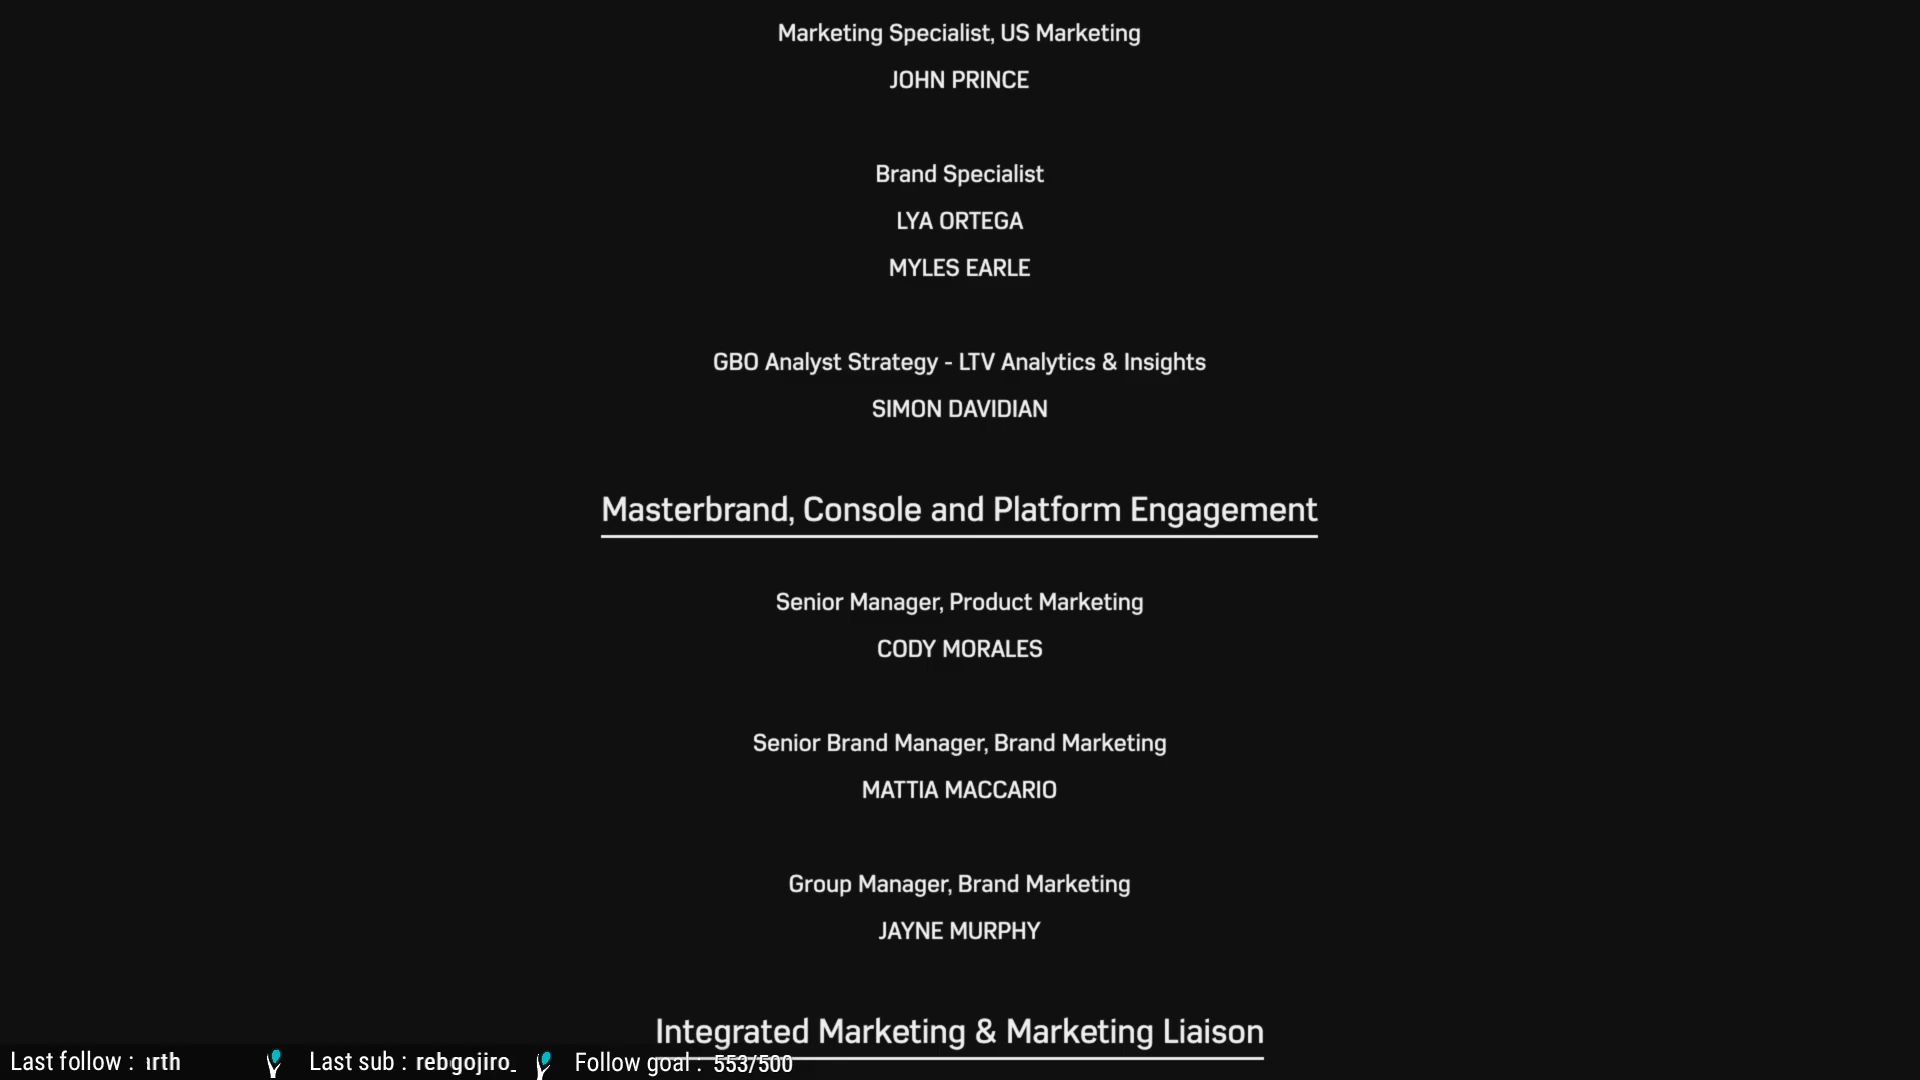 Marketing Specialist, US Marketing
JOHN PRINCE
Brand Specialist
LYA ORTEGA
MYLES EARLE
GBO Analyst Strategy - LTV Analytics & Insights
SIMON DAVIDIAN
Masterbrand, Console and Platform Engagement
Senior Manager, Product Marketing
CODY MORALES
Senior Brand Manager, Brand Marketing
MATTIA MACCARIO
Group Manager, Brand Marketing
JAYNE MURPHY
Integrated Marketing & Marketing Liaison
Last follow : Last sub : rebgojiro_ Follow goal : 553/500